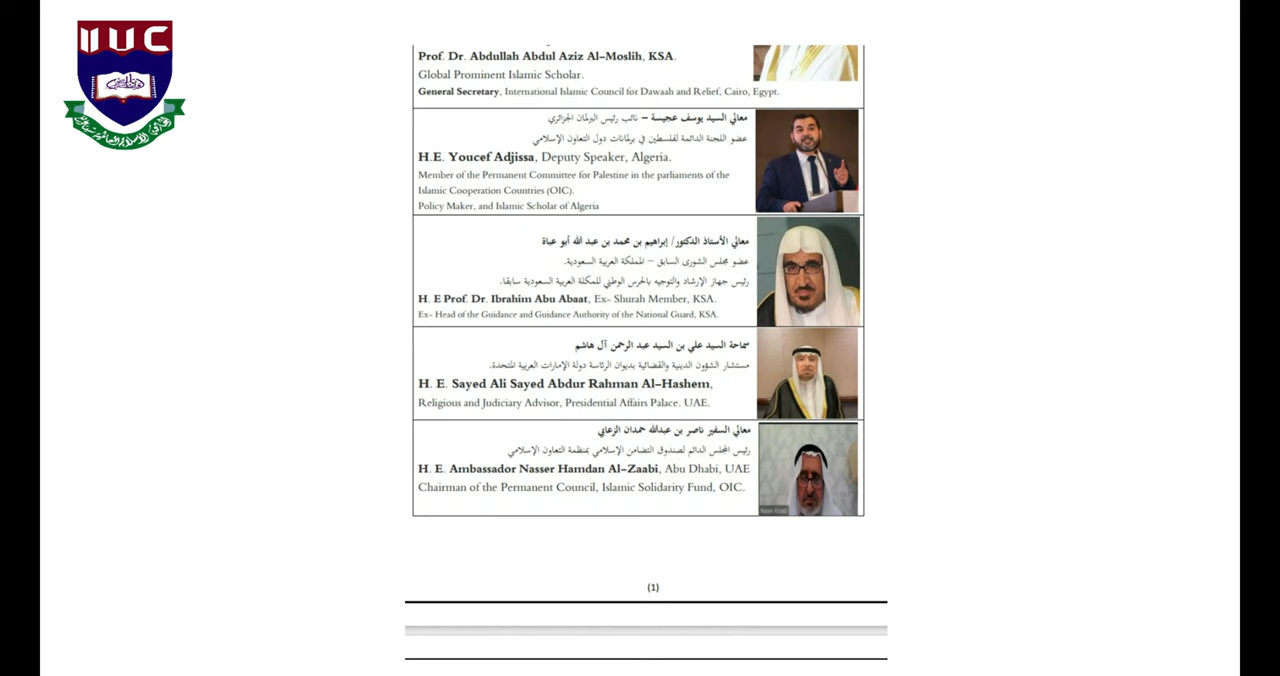 IIUC
Prof. Dr. Abdullah Abdul Aziz Al-Moslih, KSA.
Global Prominent Islamic Scholar.
General Secretary, International Islamic Council for Dawaah and Relief, Cairo, Egypt.
معالي السيد يوسف عجيسة – نائب رئيس البرلمان الجزائري
عضو اللجنة الدائمة لفلسطين في برلمانات دول التعاون الإسلامي
H.E. Youcef Adjissa, Deputy Speaker, Algeria.
Member of the Permanent Committee for Palestine in the parliaments of the
Islamic Cooperation Countries (OIC).
Policy Maker, and Islamic Scholar of Algeria
معالي الأستاذ الدكتور/ إبراهيم بن محمد بن عبد الله أبو عباة
عضو مجلس الشورى السابق – المملكة العربية السعودية.
رئيس جهاز الإرشاد والتوجيه بالحرس الوطني للمكلة العربية السعودية سابقا.
H. E Prof. Dr. Ibrahim Abu Abaat, Ex- Shurah Member, KSA.
Ex- Head of the Guidance and Guidance Authority of the National Guard, KSA.
سماحة السيد علي بن السيد عبد الرحمن آل هاشم
مستشار الشؤون الدينية والقضائية بديوان الرئاسة دولة الإمارات العربية المتحدة.
H. E. Sayed Ali Sayed Abdur Rahman Al-Hashem,
Religious and Judiciary Advisor, Presidential Affairs Palace. UAE.
معالي السفير ناصر بن عبدالله حمدان الزعابي
رئيس المجلس الدائم لصندوق التضامن الإسلامي بمنظمة التعاون الإسلامي
H. E. Ambassador Nasser Hamdan Al-Zaabi, Abu Dhabi, UAE
Chairman of the Permanent Council, Islamic Solidarity Fund, OIC.
(1)